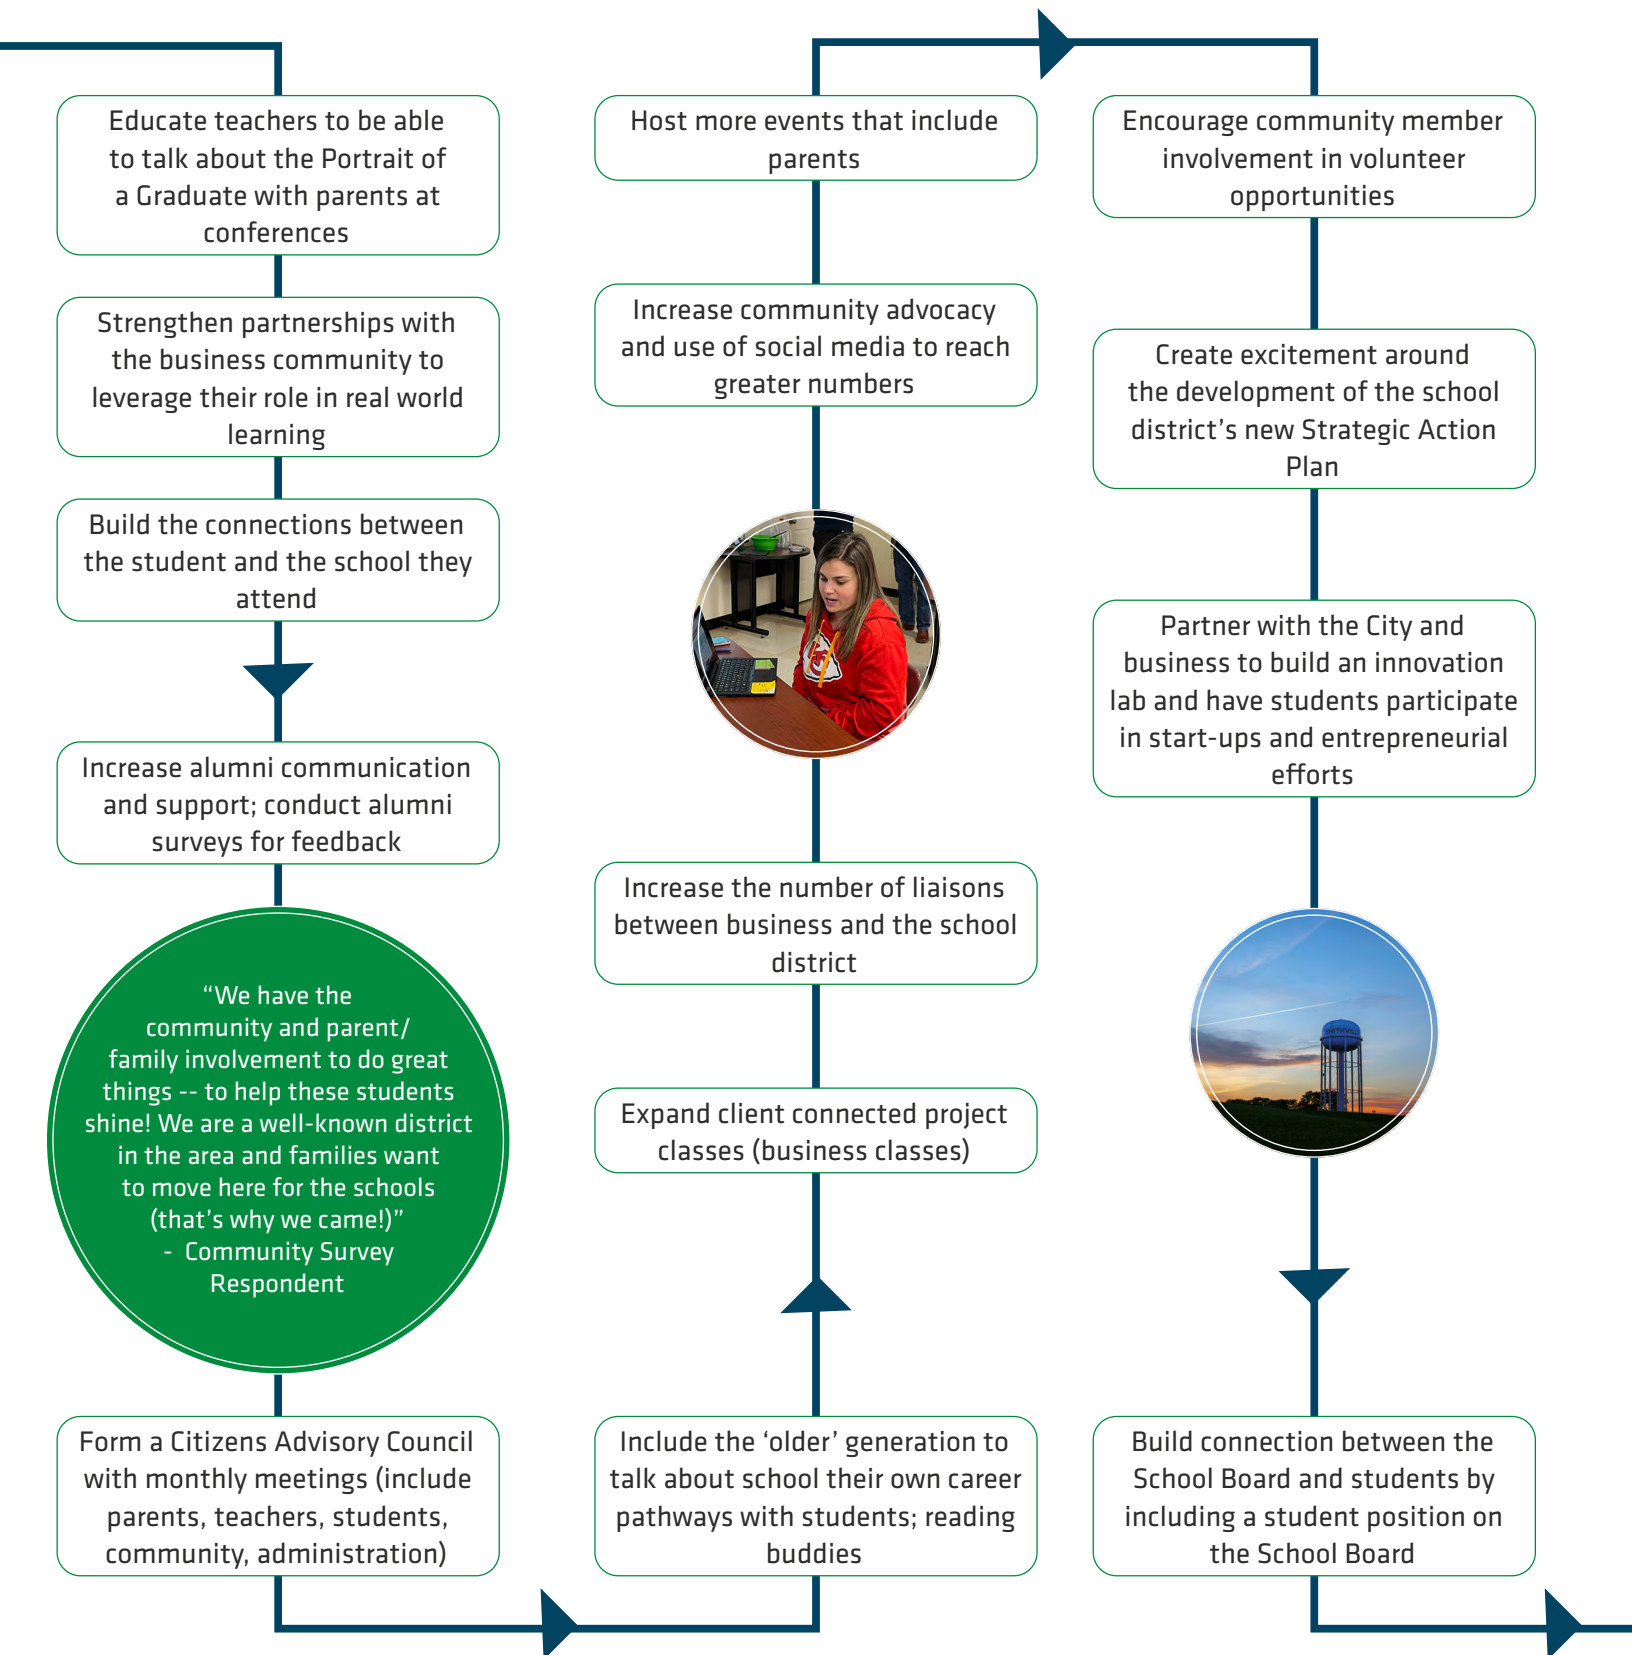 Educate teachers to be able
to talk about the Portrait of
a Graduate with parents at
conferences
Strengthen partnerships with
the business community to
leverage their role in real world
learning
Build the connections between
the student and the school they
attend
Increase alumni communication
and support; conduct alumni
surveys for feedback
“We have the
community and parent/
family involvement to do great
things -- to help these students
shine! We are a well-known district
in the area and families want
to move here for the schools
(that’s why we came!)”
- Community Survey
Respondent
Form a Citizens Advisory Council
with monthly meetings (include
parents, teachers, students,
community, administration)
Include the ‘older’ generation to
talk about school their own career
pathways with students; reading
buddies
Expand client connected project
classes (business classes)
Increase the number of liaisons
between business and the school
district
Increase community advocacy
and use of social media to reach
greater numbers
Host more events that include
parents
Encourage community member
involvement in volunteer
opportunities
Create excitement around
the development of the school
district’s new Strategic Action
Plan
Partner with the City and
business to build an innovation
lab and have students participate
in start-ups and entrepreneurial
efforts
Build connection between the
School Board and students by
including a student position on
the School Board